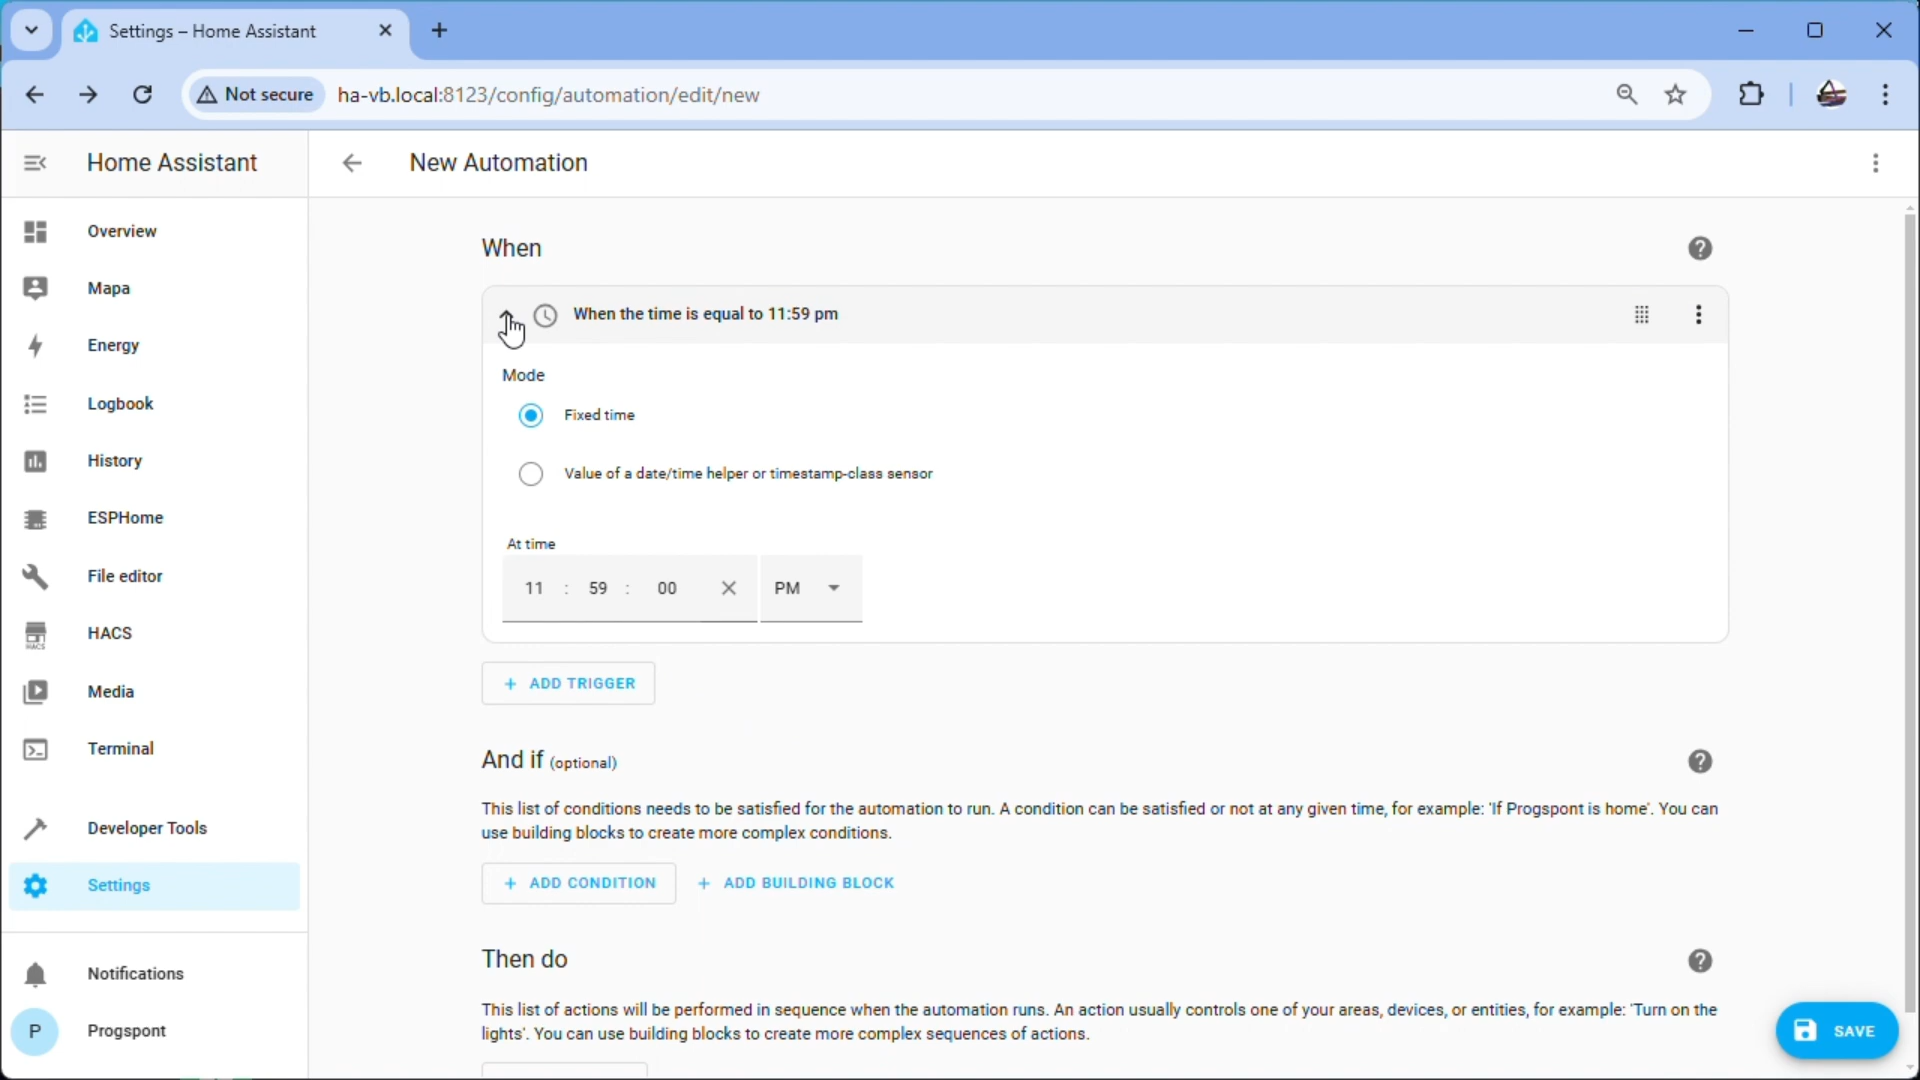 Settings – Home Assistant
Not secure
ha-vb.local:8123/config/automation/edit/new
Home Assistant
New Automation
Overview
Mapa
Energy
Logbook
History
ESPHome
File editor
HACS
HACS
Media
Terminal
Developer Tools
Settings
Notifications
P
Progspont
When
When the time is equal to 11:59 pm
Mode
Fixed time
Value of a date/time helper or timestamp-class sensor
At time
11 : 59 : 00 PM
ADD TRIGGER
And if (optional)
This list of conditions needs to be satisfied for the automation to run. A condition can be satisfied or not at any given time, for example: 'If Progspont is home'. You can
use building blocks to create more complex conditions.
+ ADD CONDITION
+ ADD BUILDING BLOCK
Then do
This list of actions will be performed in sequence when the automation runs. An action usually controls one of your areas, devices, or entities, for example: 'Turn on the
lights'. You can use building blocks to create more complex sequences of actions.
SAVE